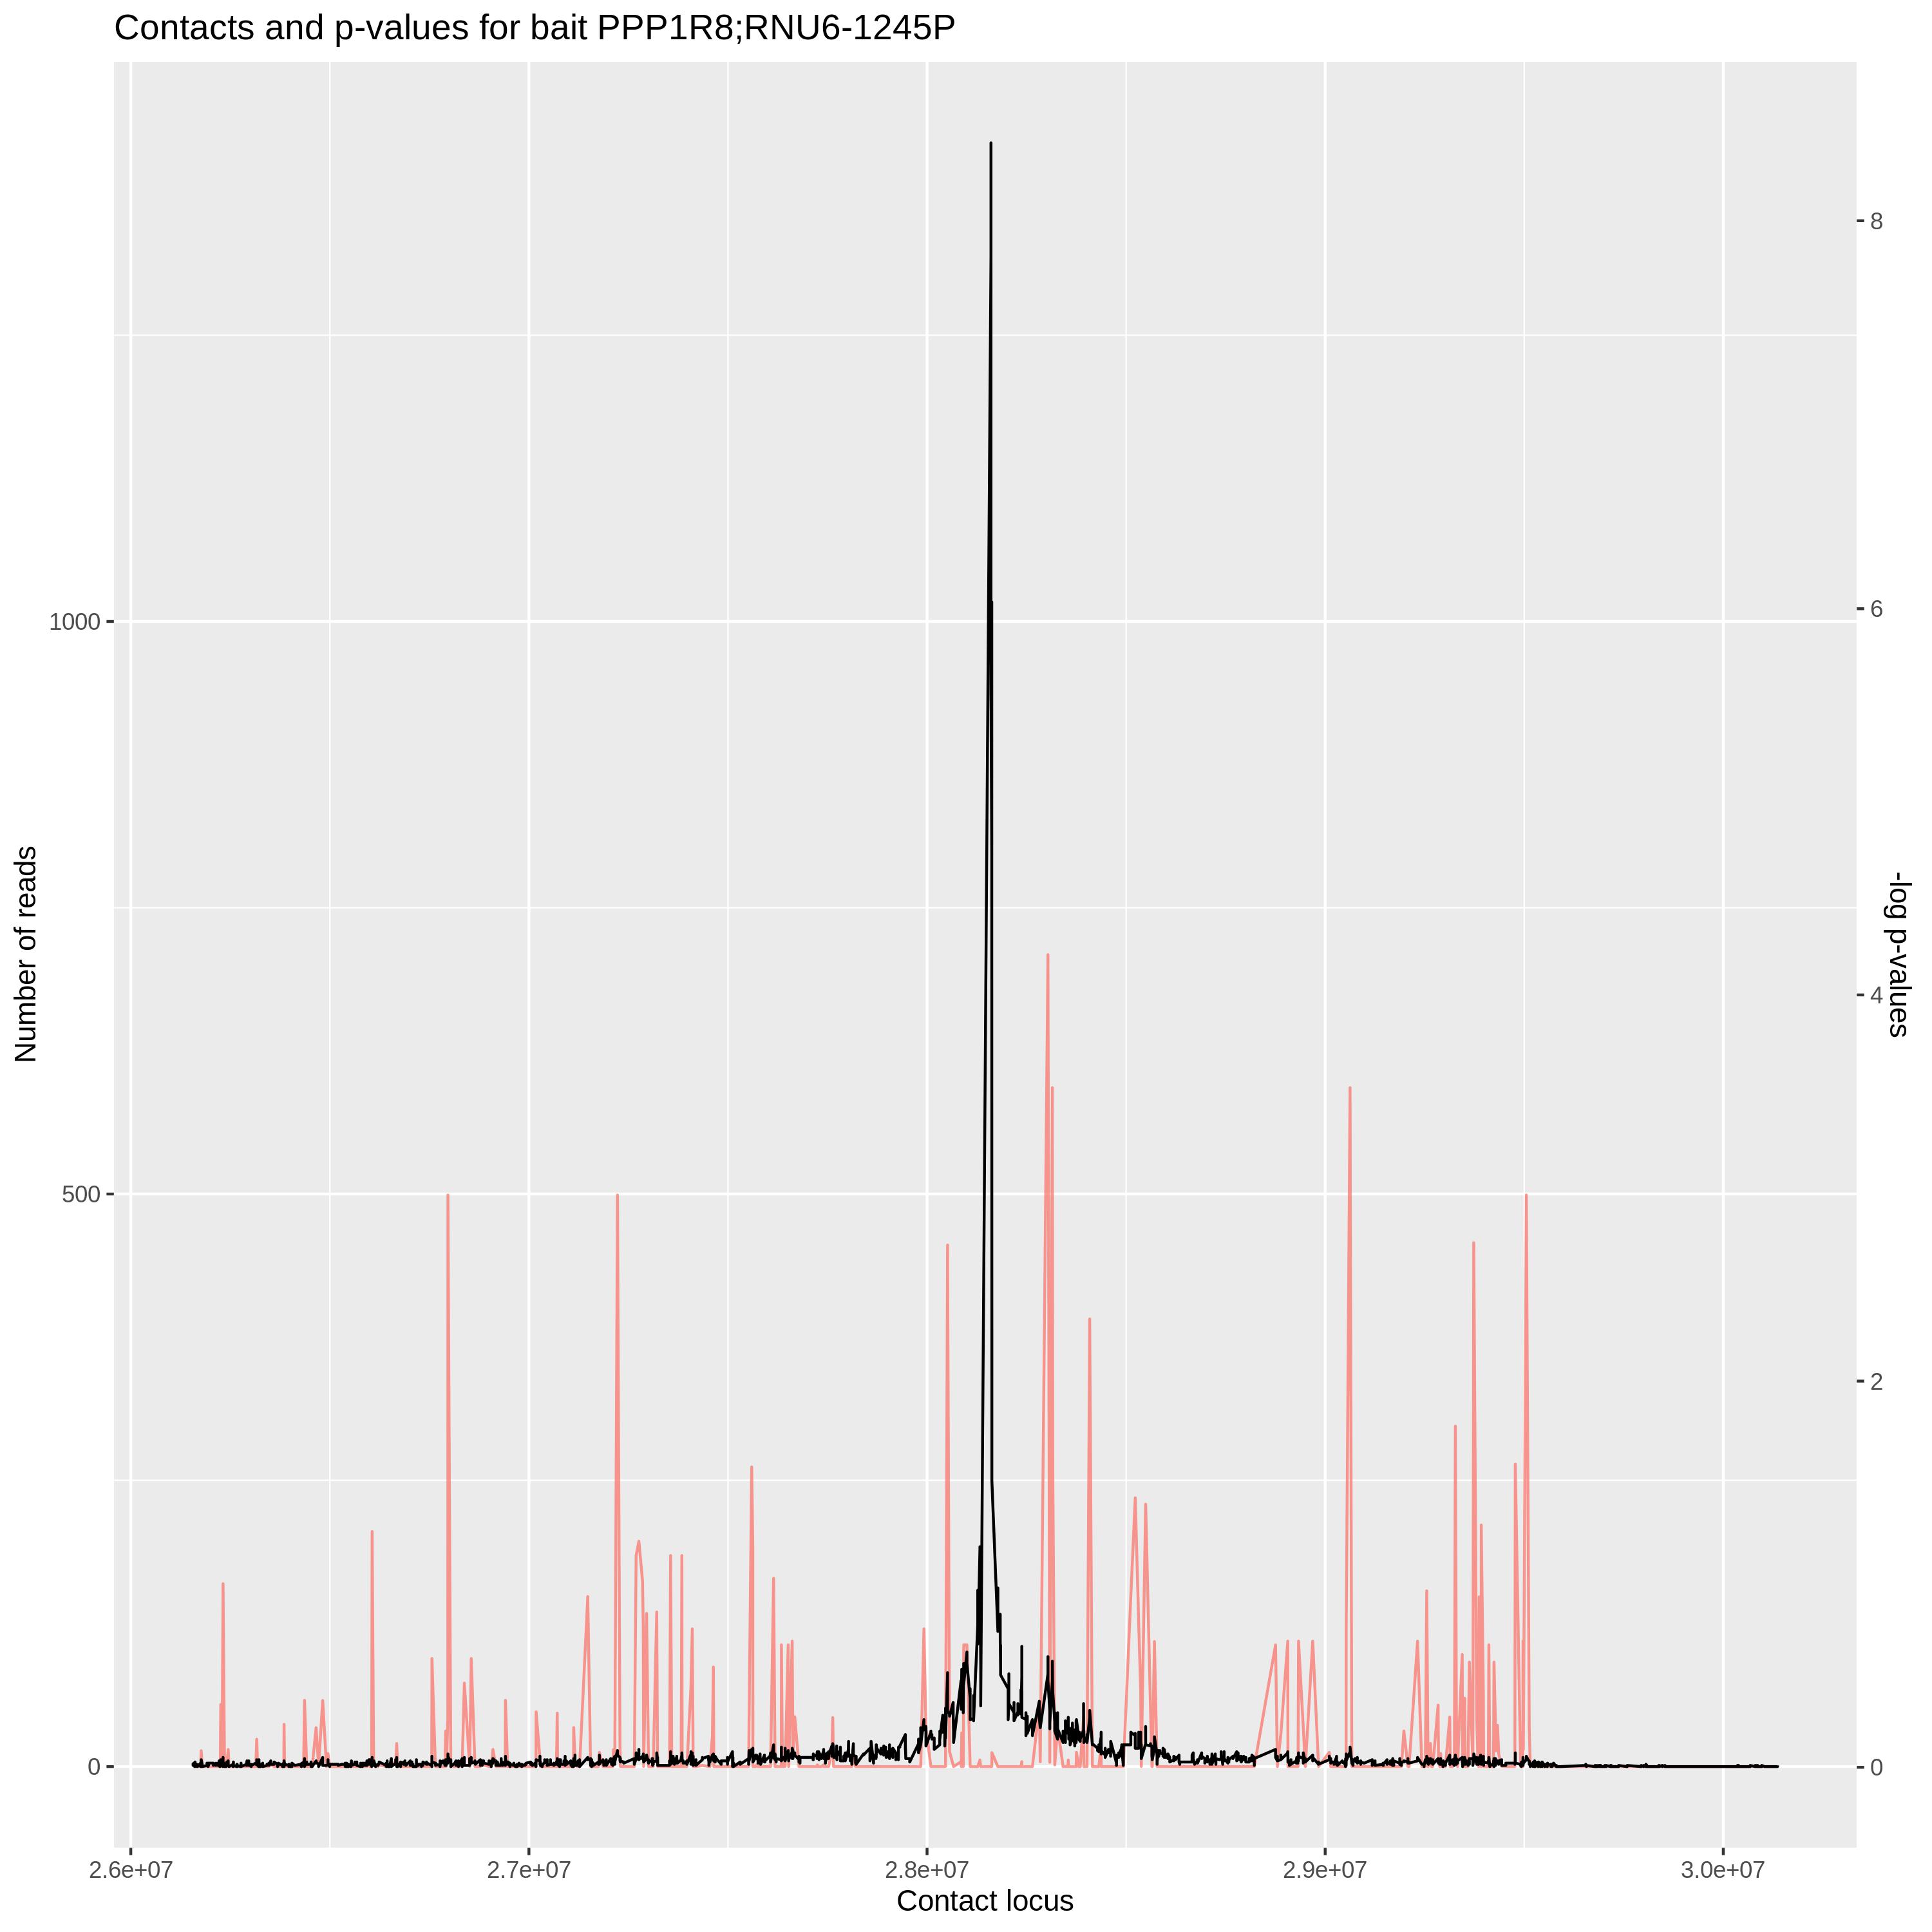 Contacts and p-values for bait PPP1R8;RNU6-1245P
Number of reads
1000
500
0
8
6
4
2
0
-log p-values
2.6e+07
2.7e+07
2.8e+07
2.9e+07
3.0e+07
Contact locus